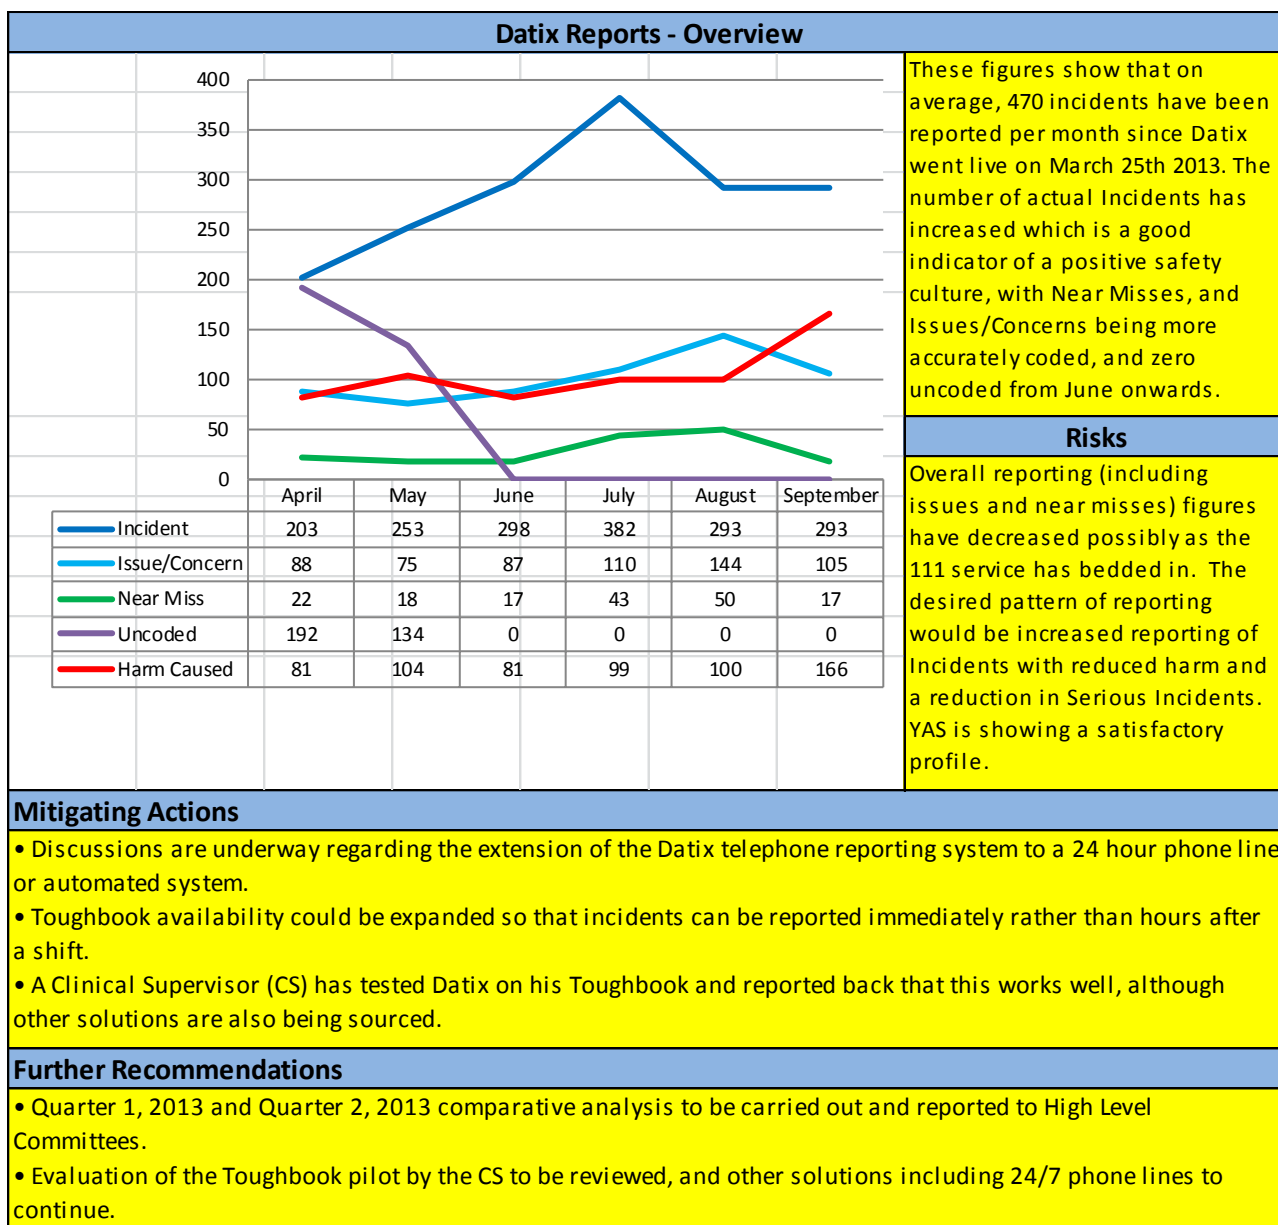 Datix Reports - Overview
400
350
300
250
200
150
100
50
0
April May June July August September
Incident 203 253 298 382 293 293
Issue/Concern 88 75 87 110 144 105
Near Miss 22 18 17 43 50 17
Uncoded 192 134 0 0 0 0
Harm Caused 81 104 81 99 100 166
These figures show that on
average, 470 incidents have been
reported per month since Datix
went live on March 25th 2013. The
number of actual Incidents has
increased which is a good
indicator of a positive safety
culture, with Near Misses, and
Issues/Concerns being more
accurately coded, and zero
uncoded from June onwards.
Risks
Overall reporting (including
issues and near misses) figures
have decreased possibly as the
111 service has bedded in. The
desired pattern of reporting
would be increased reporting of
Incidents with reduced harm and
a reduction in Serious Incidents.
YAS is showing a satisfactory
profile.
Mitigating Actions
• Discussions are underway regarding the extension of the Datix telephone reporting system to a 24 hour phone line
or automated system.
• Toughbook availability could be expanded so that incidents can be reported immediately rather than hours after
a shift.
• A Clinical Supervisor (CS) has tested Datix on his Toughbook and reported back that this works well, although
other solutions are also being sourced.
Further Recommendations
• Quarter 1, 2013 and Quarter 2, 2013 comparative analysis to be carried out and reported to High Level
Committees.
• Evaluation of the Toughbook pilot by the CS to be reviewed, and other solutions including 24/7 phone lines to
continue.